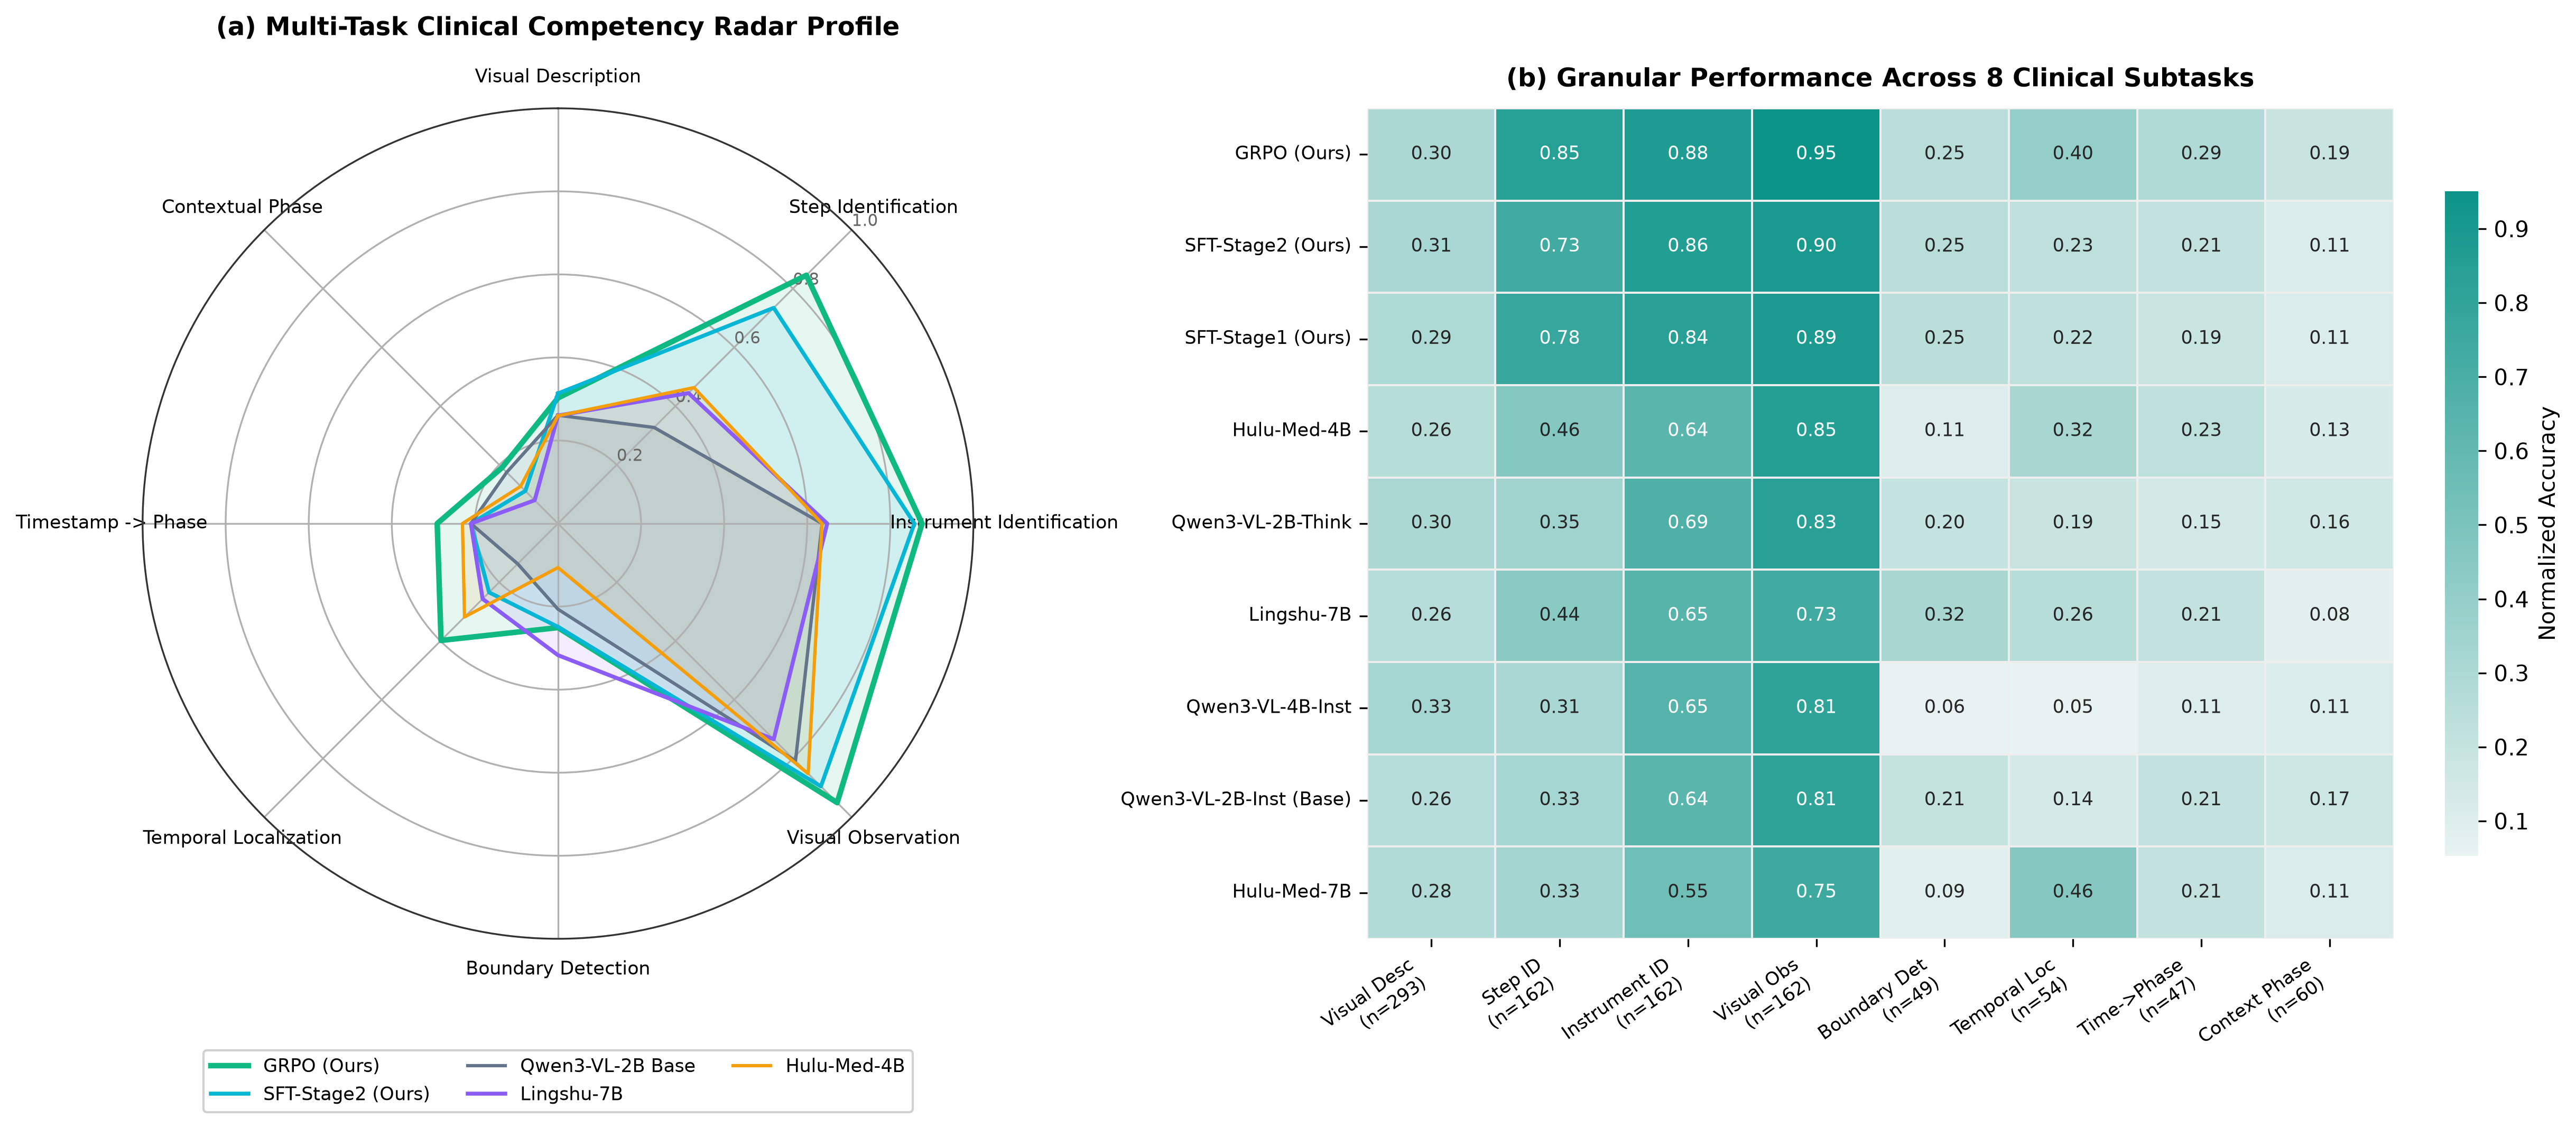 (a) Multi-Task Clinical Competency Radar Profile
Visual Description
Contextual Phase
Step Identification
1.0
0.8
0.6
0.4
0.2
Timestamp -> Phase
Instrument Identification
Temporal Localization
Visual Observation
Boundary Detection
GRPO (Ours)
SFT-Stage2 (Ours)
Qwen3-VL-2B Base
Lingshu-7B
Hulu-Med-4B
(b) Granular Performance Across 8 Clinical Subtasks
GRPO (Ours) 0.30 0.85 0.88 0.95 0.25 0.40 0.29 0.19
SFT-Stage2 (Ours) 0.31 0.73 0.86 0.90 0.25 0.23 0.21 0.11
SFT-Stage1 (Ours) 0.29 0.78 0.84 0.89 0.25 0.22 0.19 0.11
Hulu-Med-4B 0.26 0.46 0.64 0.85 0.11 0.32 0.23 0.13
Qwen3-VL-2B-Think 0.30 0.35 0.69 0.83 0.20 0.19 0.15 0.16
Lingshu-7B 0.26 0.44 0.65 0.73 0.32 0.26 0.21 0.08
Qwen3-VL-4B-Inst 0.33 0.31 0.65 0.81 0.06 0.05 0.11 0.11
Qwen3-VL-2B-Inst (Base) 0.26 0.33 0.64 0.81 0.21 0.14 0.21 0.17
Hulu-Med-7B 0.28 0.33 0.55 0.75 0.09 0.46 0.21 0.11
Visual Desc
(n=293)
Step ID
(n=162)
Instrument ID
(n=162)
Visual Obs
(n=162)
Boundary Det
(n=49)
Temporal Loc
(n=54)
Time->Phase
(n=47)
Context Phase
(n=60)
0.9
0.8
0.7
0.6
0.5
0.4
0.3
0.2
0.1
Normalized Accuracy